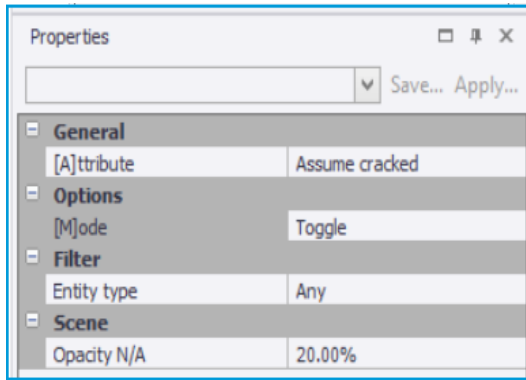 Properties
Save... Apply...
General
[A]ttribute Assume cracked
Options
[M]ode Toggle
Filter
Entity type Any
Scene
Opacity N/A 20.00%